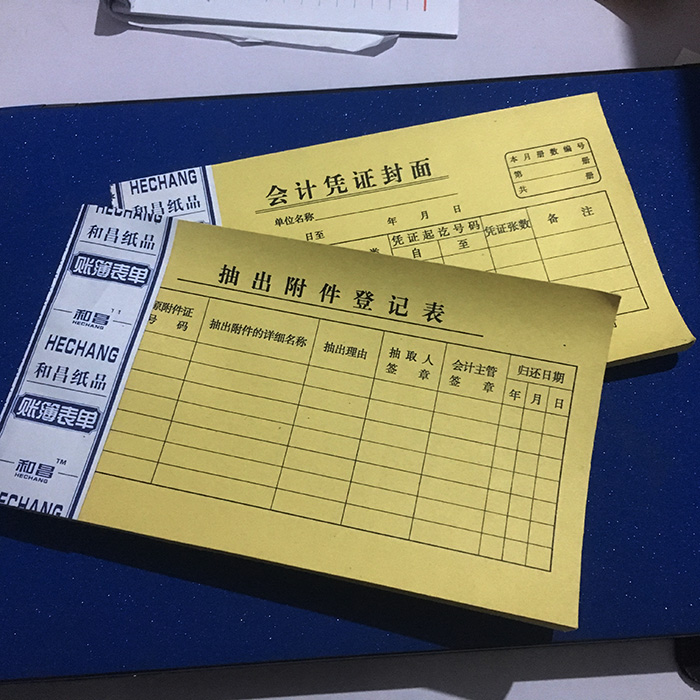 HECHANG
会计凭证封面
本月册数编号
第 册
共 册
单位名称
年 月 日
日至
凭证起讫号码
自 至
凭证张数
备 注
HECHANG
和昌纸品
账簿表单
和昌
HECHANG
HECHANG
和昌纸品
账簿表单
和昌™
HECHANG
HECHANG
抽出附件登记表
原附件证
号 码
抽出附件的详细名称
抽出理由
抽取人
签 章
会计主管
签 章
归还日期
年 月 日